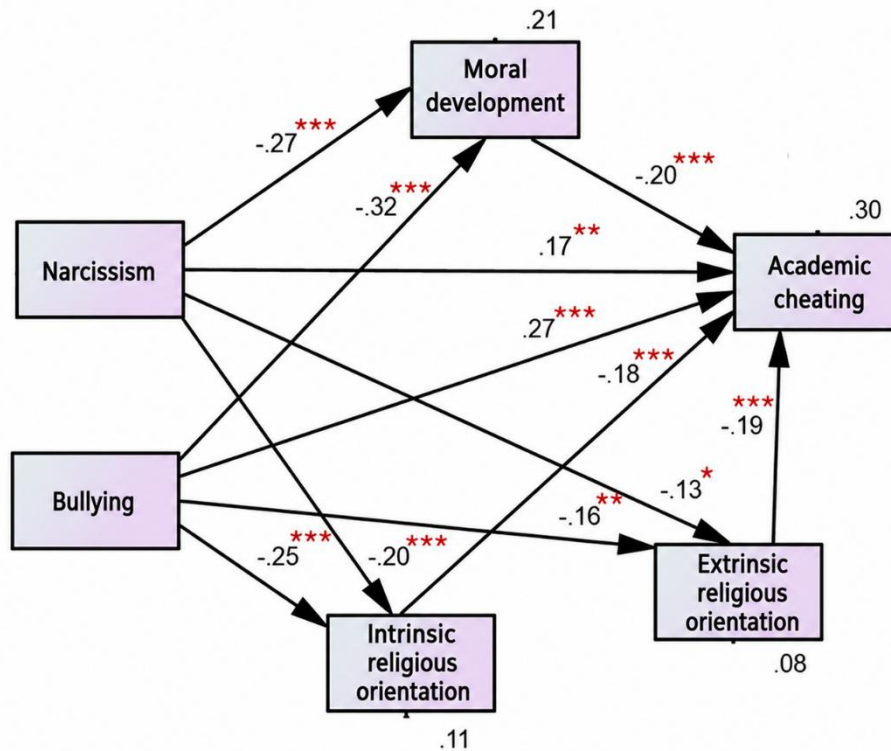 .21
Moral
development
-.27***
-.32***
-.20***
.30
Narcissism
.17**
Academic
cheating
.27***
-.18***
***
-.19
Bullying
-.13*
-.16**
-.25***
-.20***
Extrinsic
religious
orientation
Intrinsic
religious
orientation
.08
.11